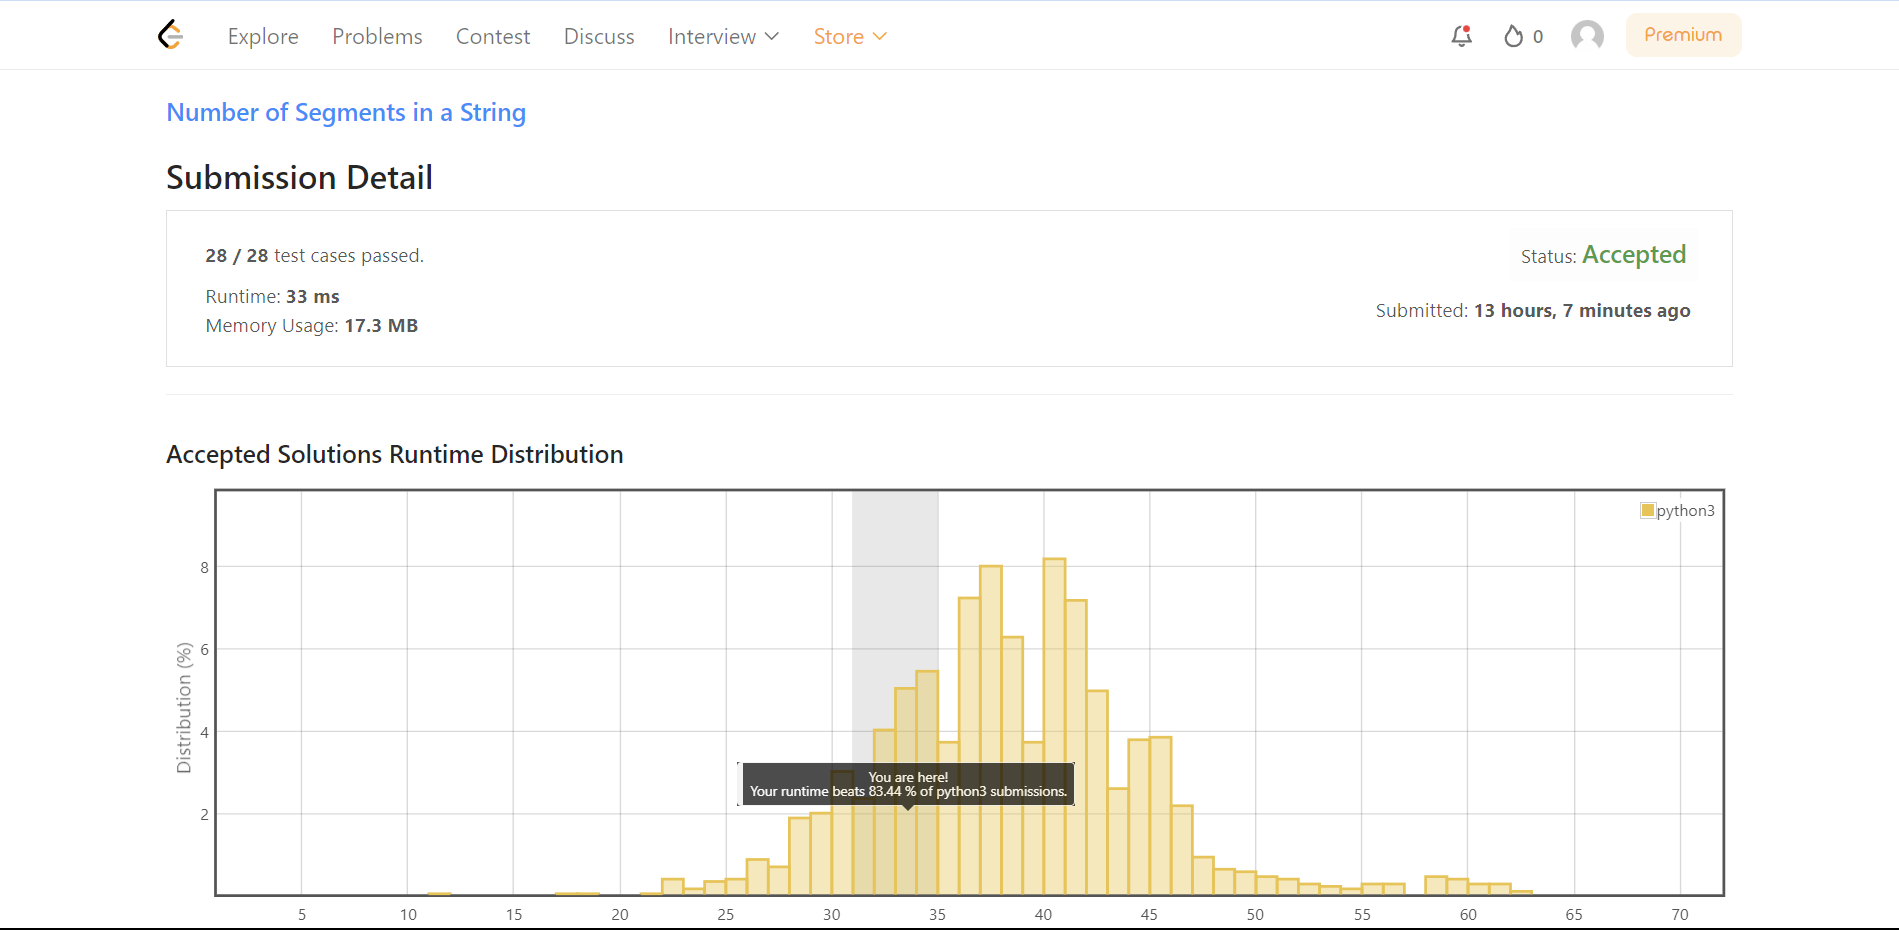 Explore Problems Contest Discuss Interview Store 0 Premium
Number of Segments in a String
Submission Detail
28 / 28 test cases passed.
Status: Accepted
Runtime: 33 ms
Memory Usage: 17.3 MB
Submitted: 13 hours, 7 minutes ago
Accepted Solutions Runtime Distribution
python3
8
6
4
2
Distribution (%)
You are here!
Your runtime beats 83.44 % of python3 submissions.
5 10 15 20 25 30 35 40 45 50 55 60 65 70